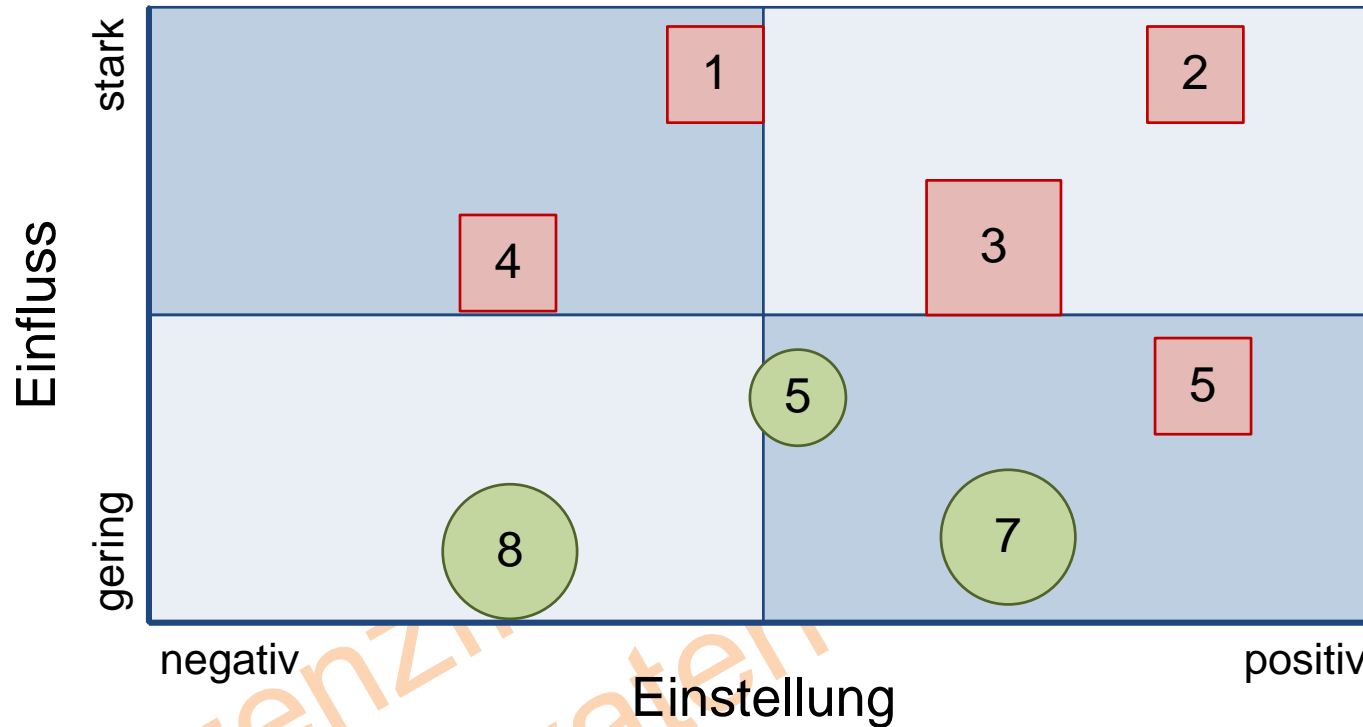 stark
1
2
3
4
Einfluss
5
5
7
8
gering
negativ
positiv
Einstellung